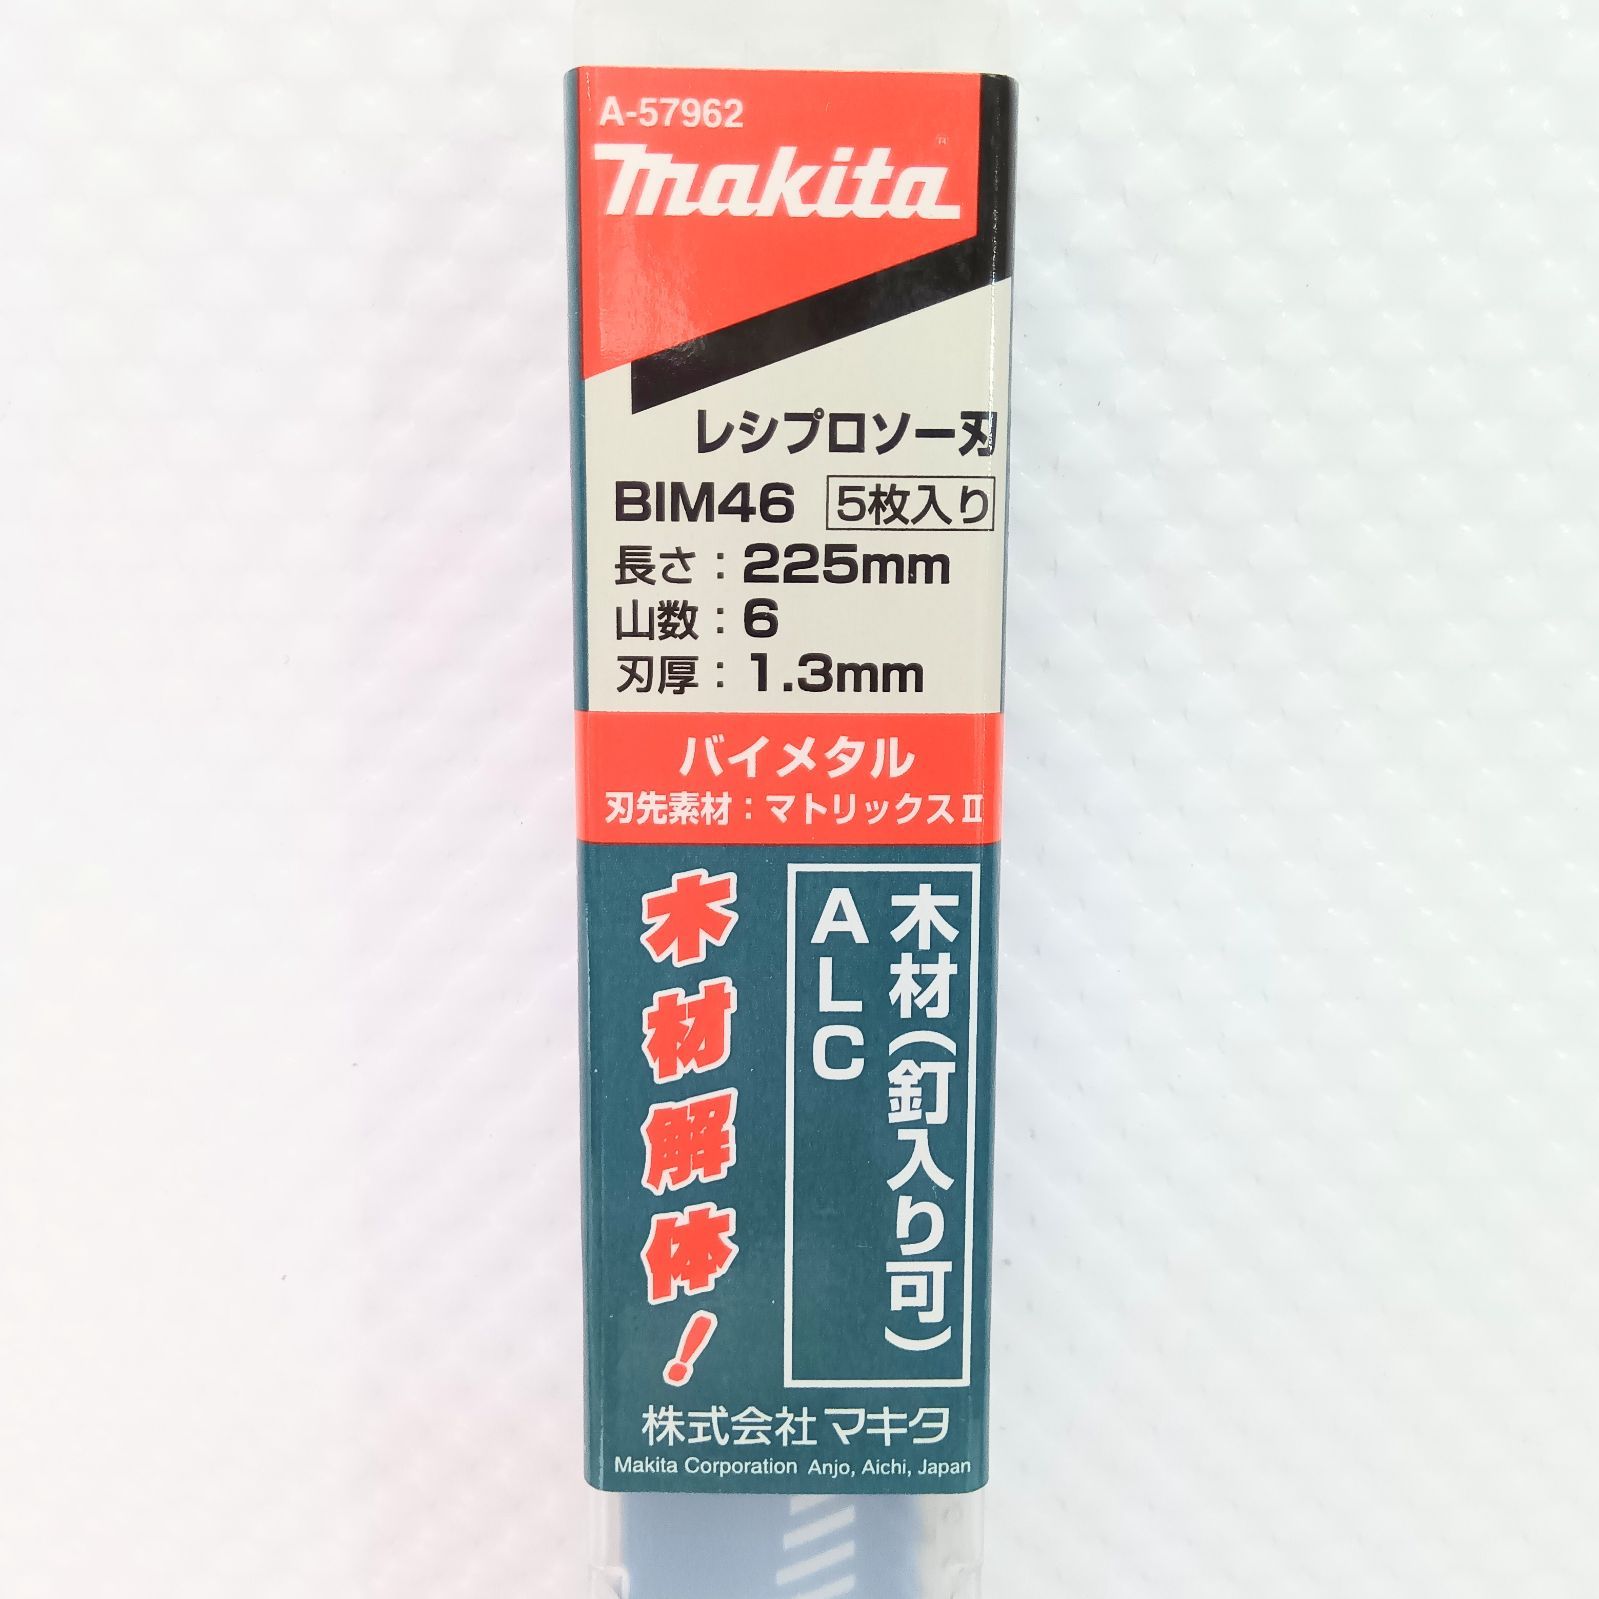 A-57962
makita
レシプロソー刃
BIM46 5枚入り
長さ：225mm
山数：6
刃厚：1.3mm
バイメタル
刃先素材：マトリックスⅡ
木材(釘入り可)
ALC
木材解体！
株式会社マキタ
Makita Corporation Anjo, Aichi, Japan